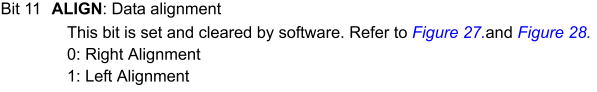 Bit 11 ALIGN: Data alignment
This bit is set and cleared by software. Refer to Figure 27.and Figure 28.
0: Right Alignment
1: Left Alignment